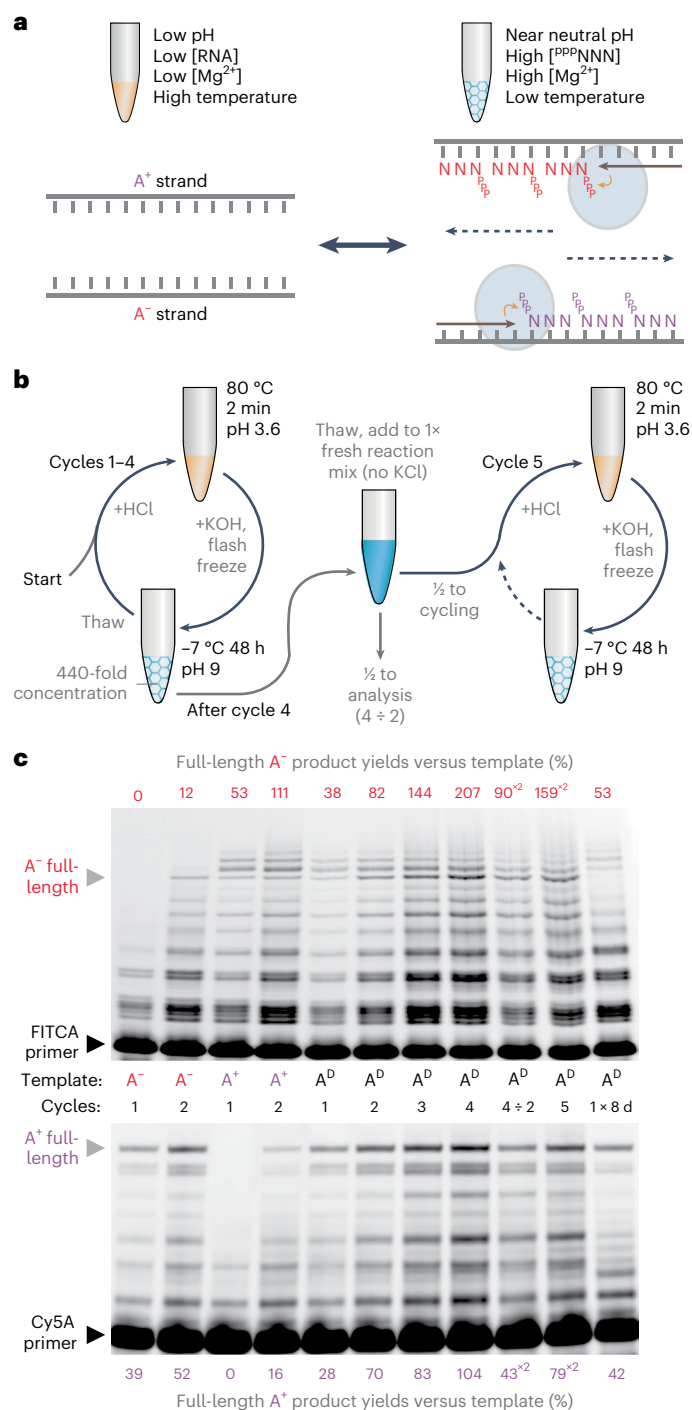 a
Low pH
Low [RNA]
Low [Mg2+]
High temperature
Near neutral pH
High [pppNNN]
High [Mg2+]
Low temperature
A+ strand
A− strand
NNN NNN NNN
P P P
P P P
P P P
P P P
P P P
P P P
NNN NNN NNN
b
80 °C
2 min
pH 3.6
Cycles 1–4
+HCl
+KOH,
flash
freeze
Start
Thaw
–7 °C 48 h
pH 9
440-fold
concentration
After cycle 4
Thaw, add to 1×
fresh reaction
mix (no KCl)
½ to
cycling
½ to
analysis
(4 ÷ 2)
Cycle 5
80 °C
2 min
pH 3.6
+HCl
+KOH,
flash
freeze
–7 °C 48 h
pH 9
c
Full-length A− product yields versus template (%)
0 12 53 111 38 82 144 207 90×2 159×2 53
A− full-
length
FITCA
primer
Template: A− A− A+ A+ AD AD AD AD AD AD AD
Cycles: 1 2 1 2 1 2 3 4 4 ÷ 2 5 1 × 8 d
A+ full-
length
Cy5A
primer
39 52 0 16 28 70 83 104 43×2 79×2 42
Full-length A+ product yields versus template (%)